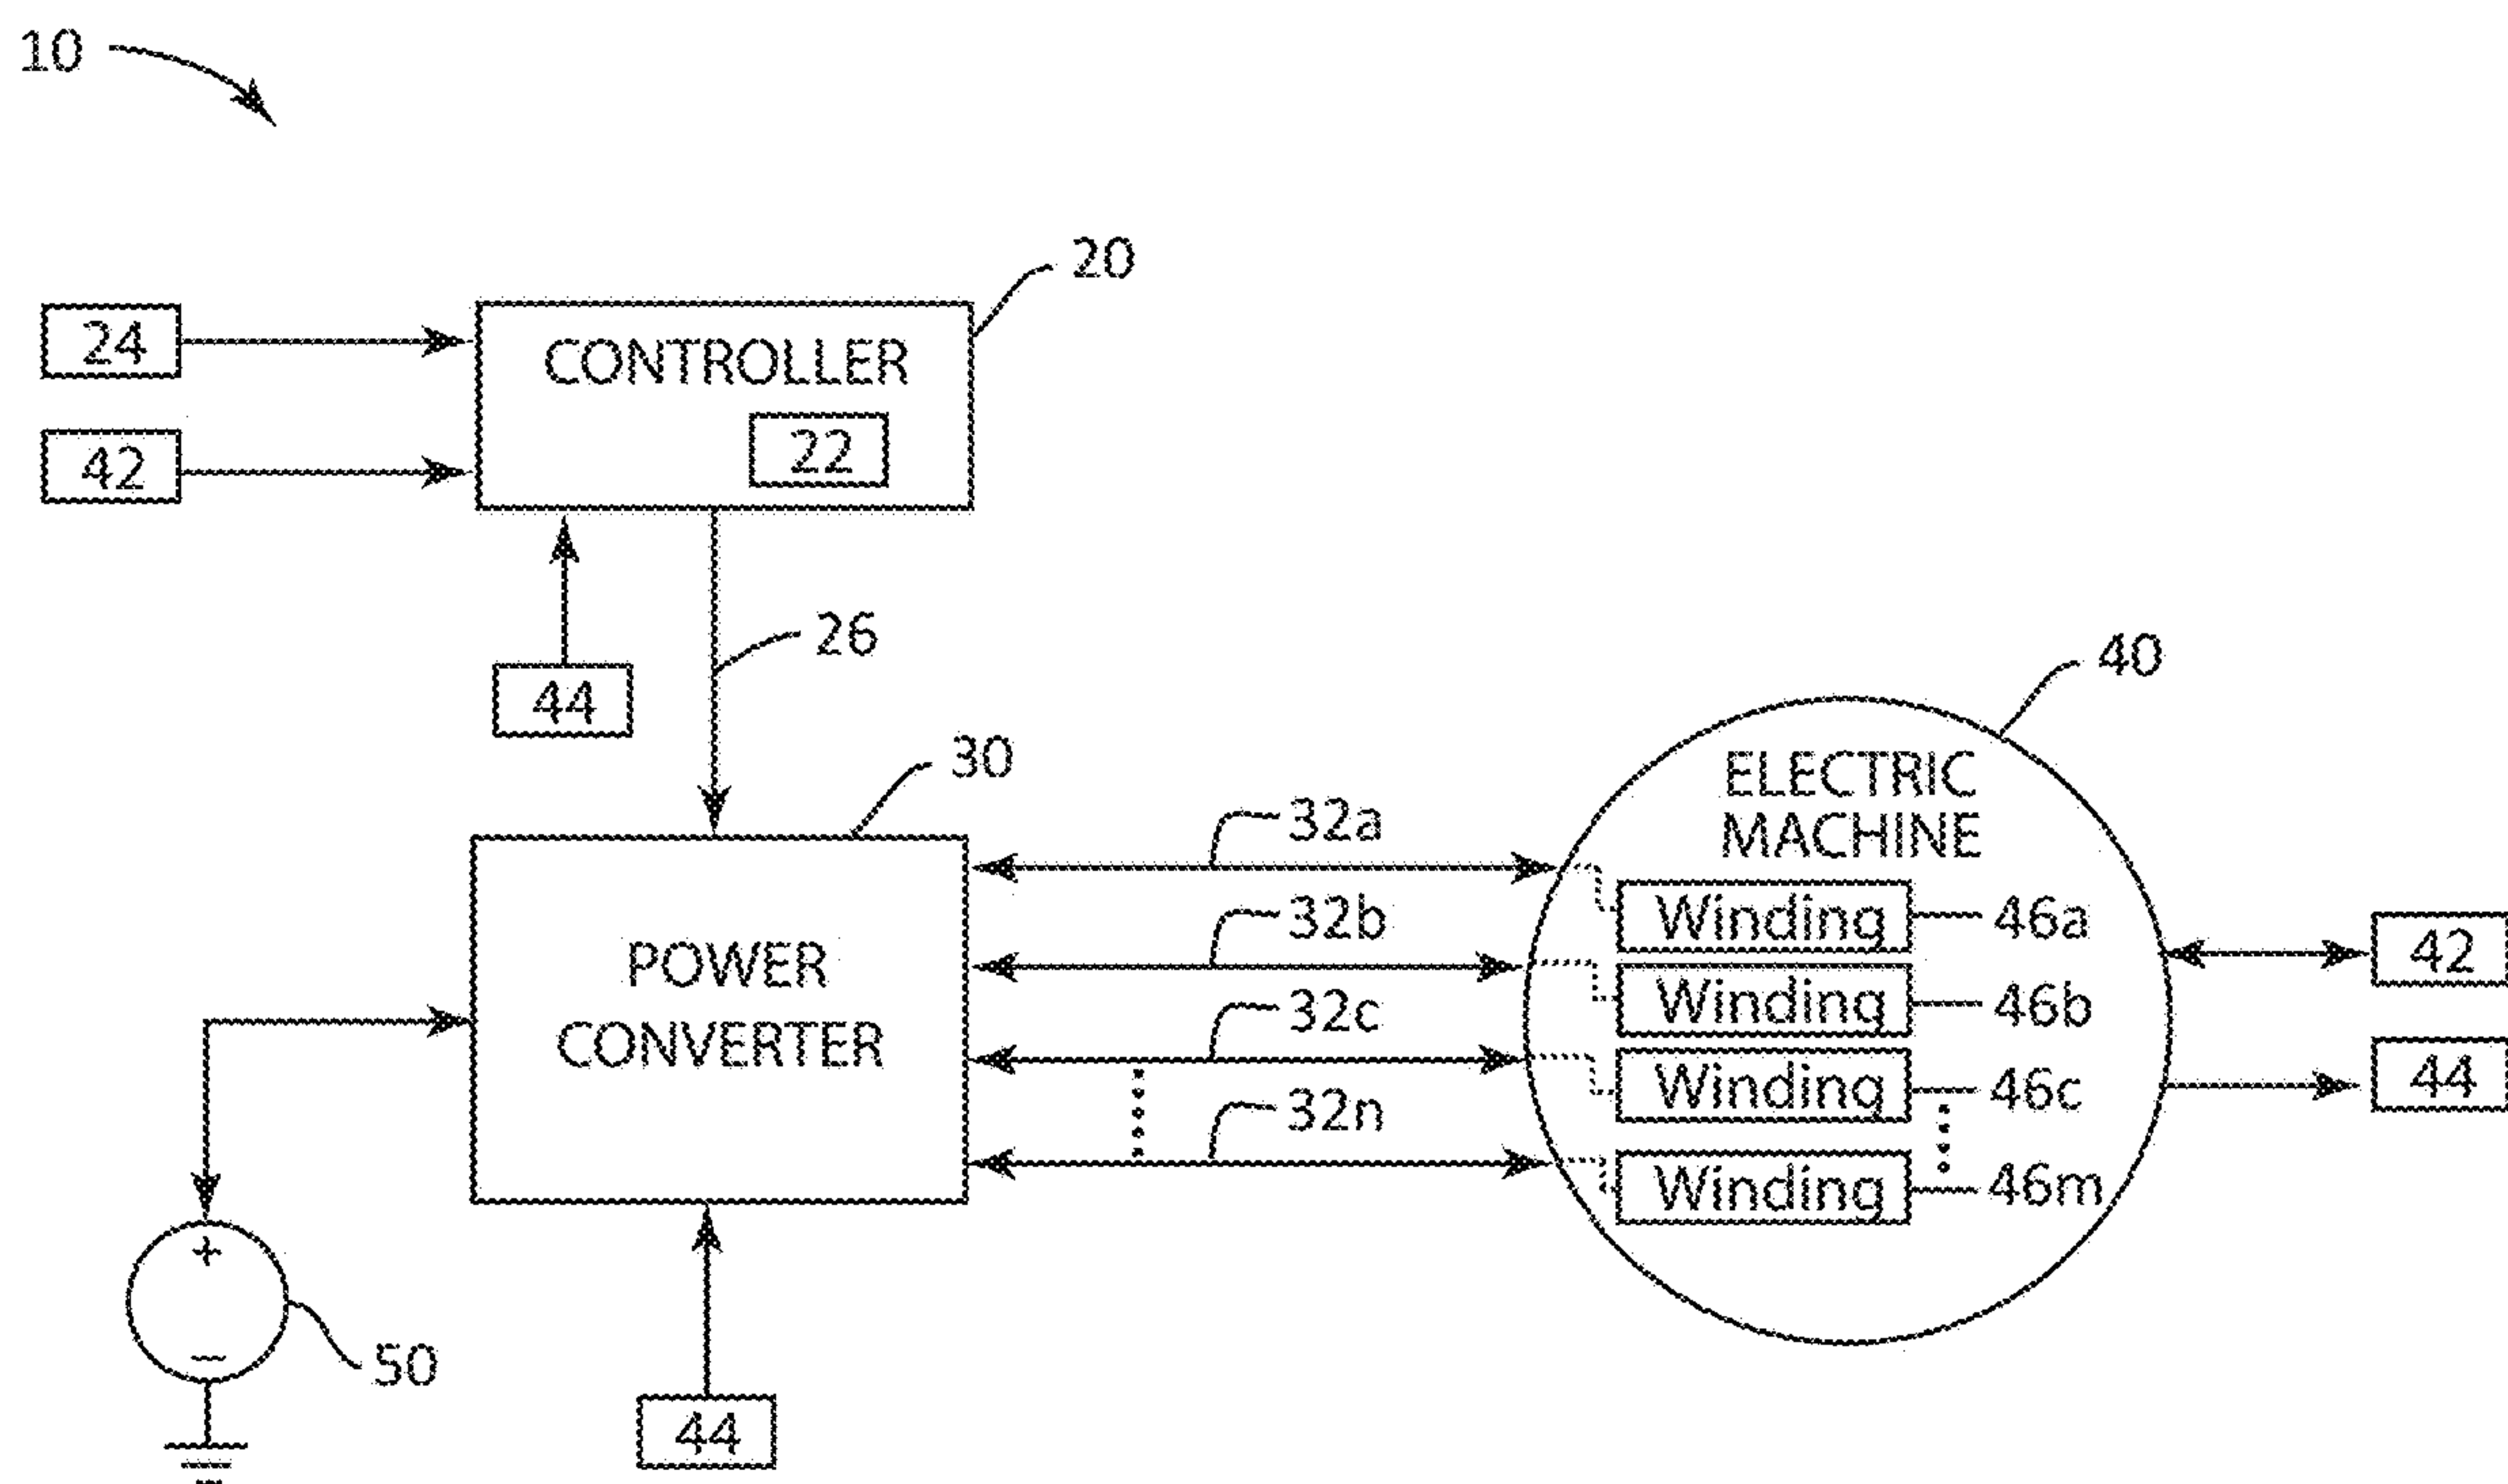 10
20
24
CONTROLLER
42
22
26
44
40
30
ELECTRIC
MACHINE
32a
Winding 46a
32b
42
POWER
Winding 46b
32c
CONVERTER
Winding 46c
44
32n
Winding 46m
+
−
50
44